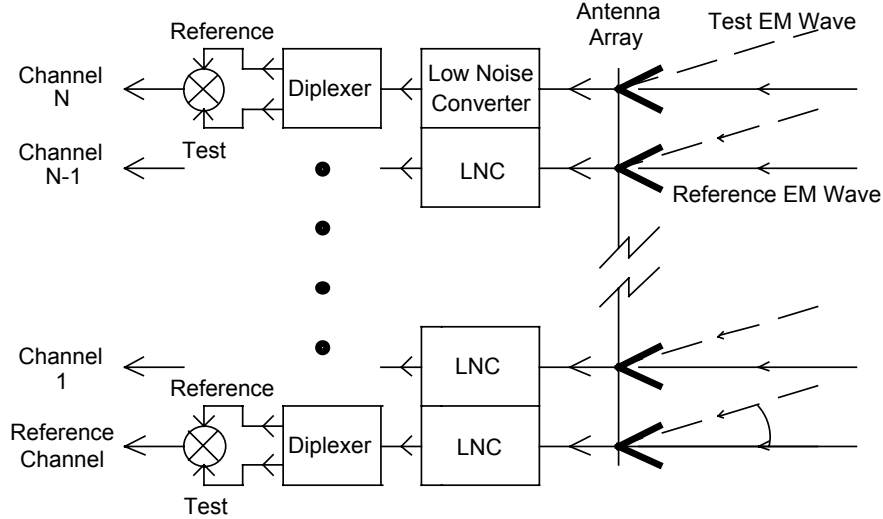 Antenna
Array
Test EM Wave
Reference
Channel
N
Diplexer
Low Noise
Converter
Test
Channel
N-1
LNC
Reference EM Wave
Channel
1
LNC
Reference
Reference
Channel
Diplexer
LNC
Test